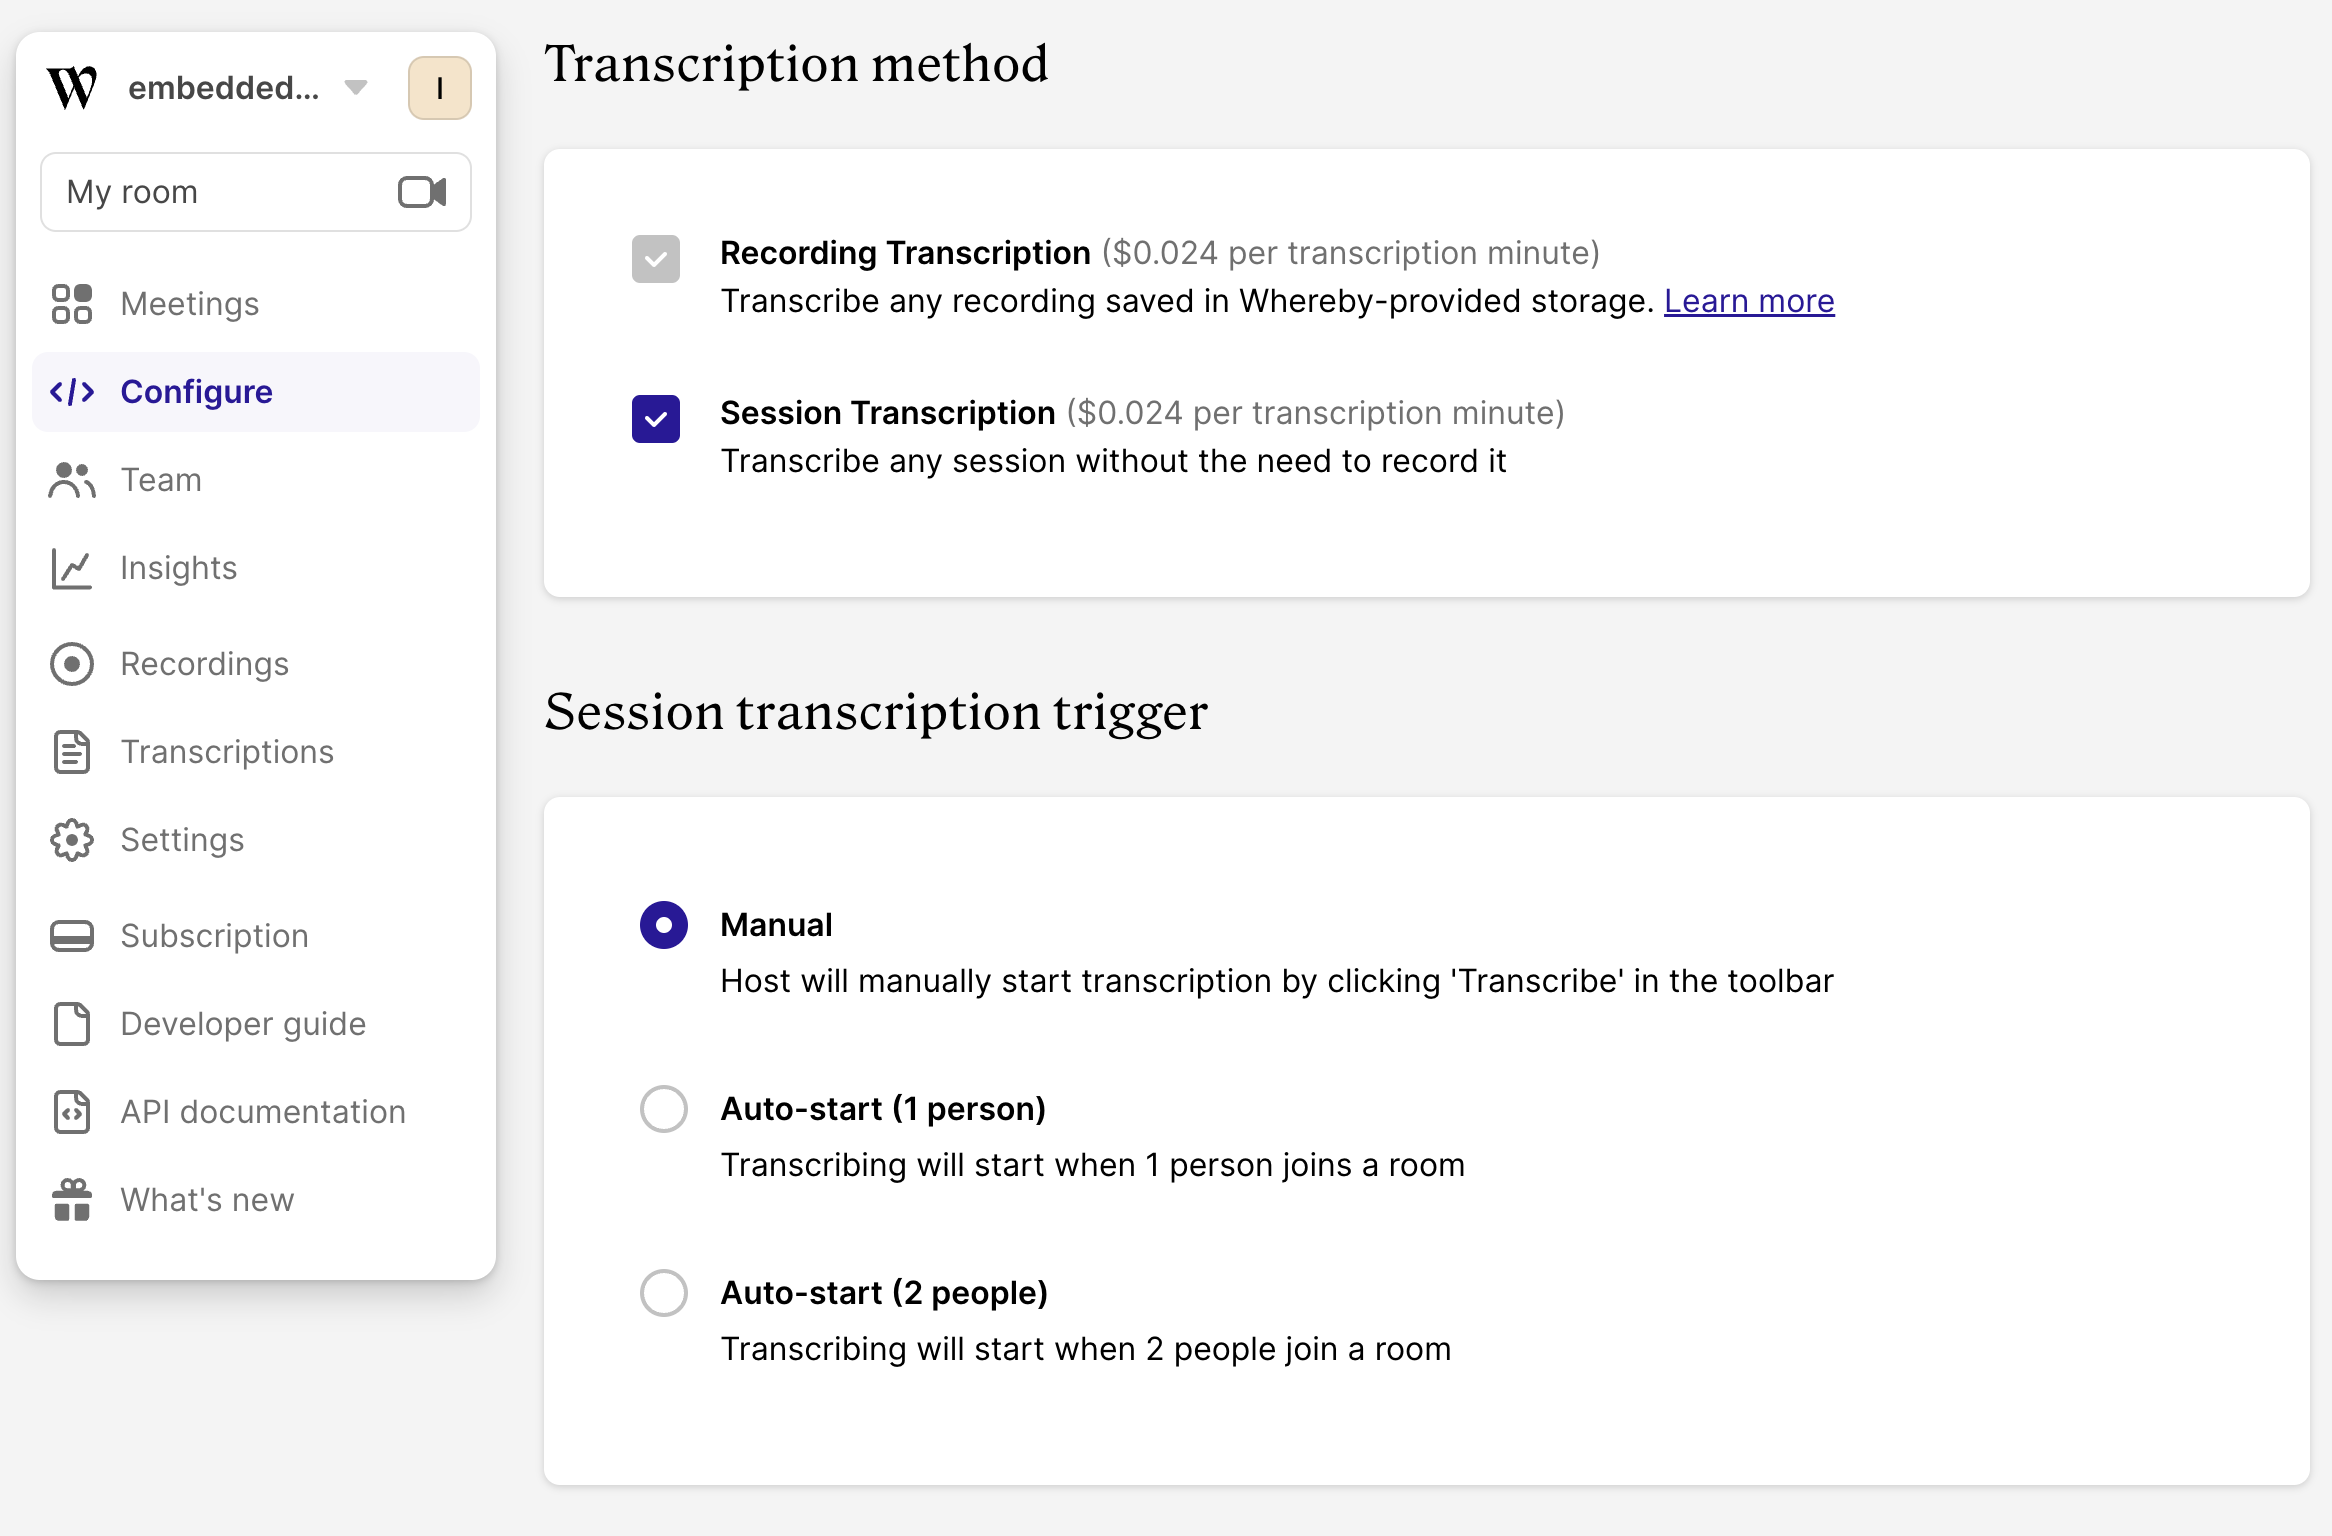 W embedded... I
My room
Meetings
Configure
Team
Insights
Recordings
Transcriptions
Settings
Subscription
Developer guide
API documentation
What's new
Transcription method
Recording Transcription ($0.024 per transcription minute)
Transcribe any recording saved in Whereby-provided storage. Learn more
Session Transcription ($0.024 per transcription minute)
Transcribe any session without the need to record it
Session transcription trigger
Manual
Host will manually start transcription by clicking 'Transcribe' in the toolbar
Auto-start (1 person)
Transcribing will start when 1 person joins a room
Auto-start (2 people)
Transcribing will start when 2 people join a room